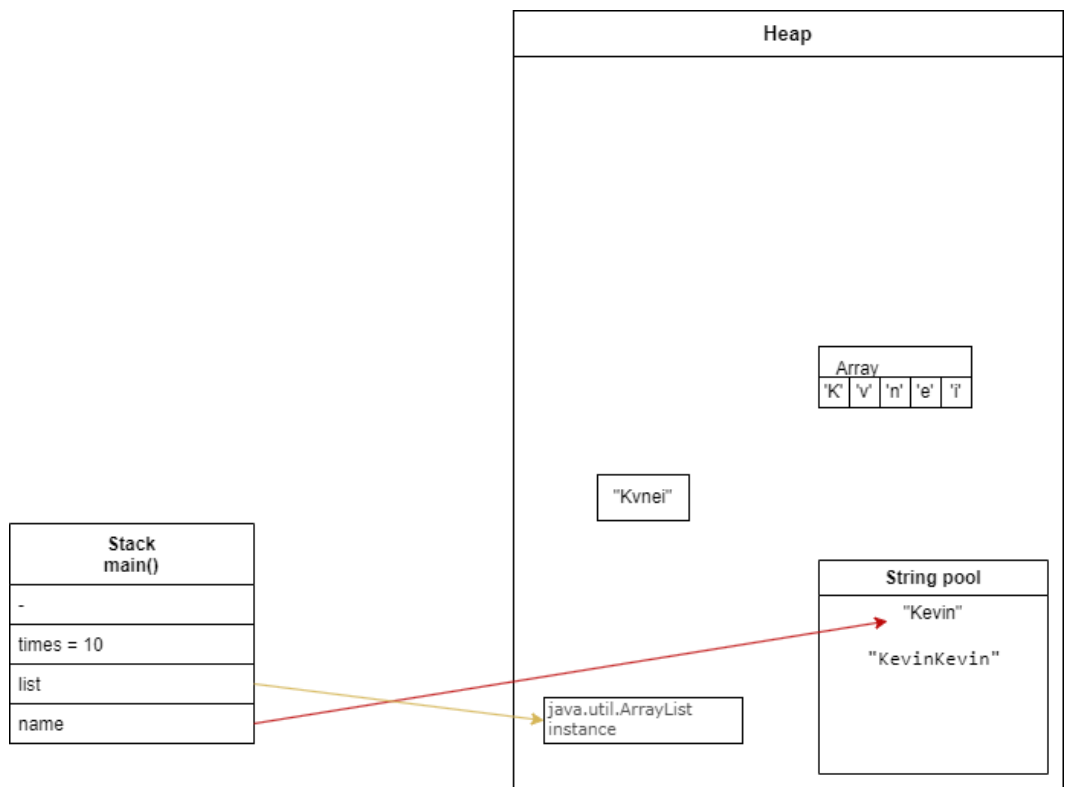 Heap
Array
'K' 'v' 'n' 'e' 'i'
"Kvnei"
Stack
main()
-
times = 10
list
name
String pool
"Kevin"
"KevinKevin"
java.util.ArrayList
instance